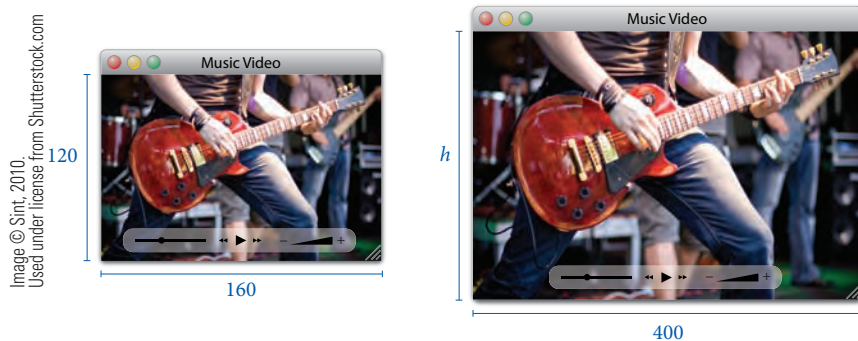 Image © Sint, 2010.
Used under license from Shutterstock.com
Music Video
120
160
Music Video
h
400